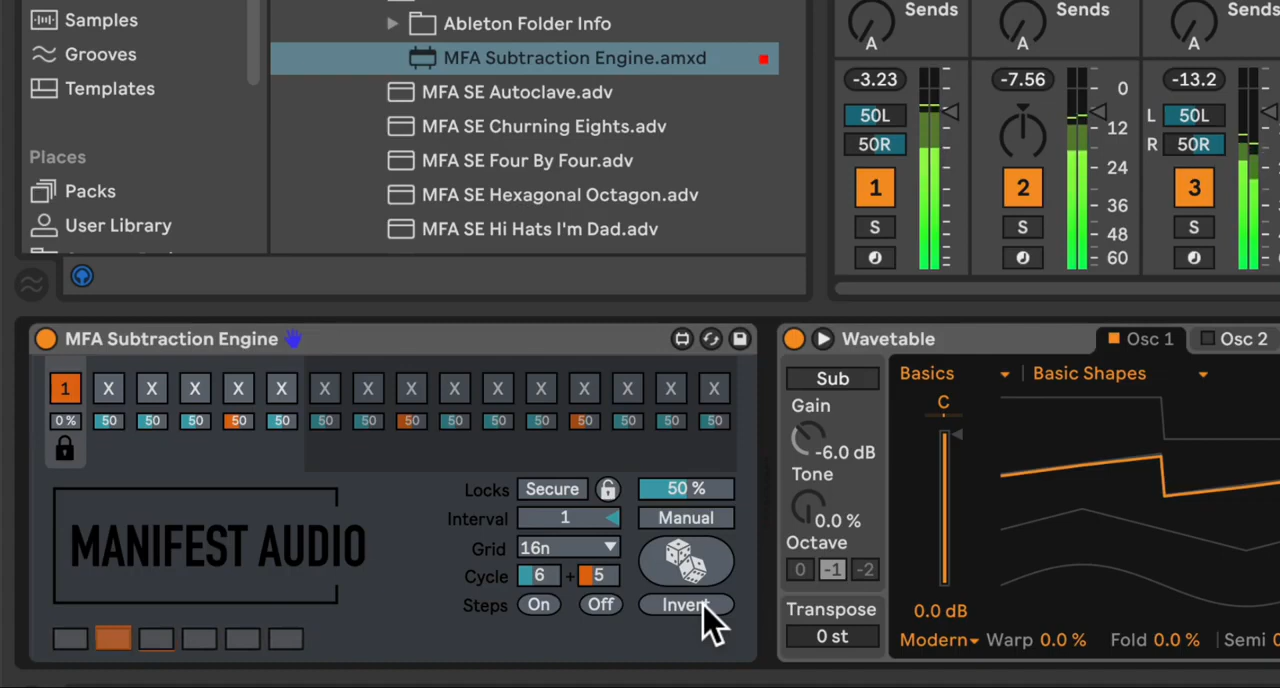 Samples
Grooves
Templates
Places
Packs
User Library
Ableton Folder Info
MFA Subtraction Engine.amxd
MFA SE Autoclave.adv
MFA SE Churning Eights.adv
MFA SE Four By Four.adv
MFA SE Hexagonal Octagon.adv
MFA SE Hi Hats I'm Dad.adv
Sends Sends Sends
A A A
-3.23 -7.56 -13.2
0
12
24
36
48
60
50L
50R
L 50L
R 50R
1 2 3
S S S
MFA Subtraction Engine
1 X X X X X X X X X X X X X X X
0 % 50 50 50 50 50 50 50 50 50 50 50 50 50 50 50
MANIFEST AUDIO
Locks Secure 50 %
Interval 1 Manual
Grid 16n
Cycle 6 + 5
Steps On Off Invert
Wavetable
Osc 1 Osc 2
Sub
Gain
-6.0 dB
Tone
0.0 %
Octave
0 -1 -2
Transpose
0 st
Basics Basic Shapes
C
0.0 dB
Modern Warp 0.0 % Fold 0.0 % Semi